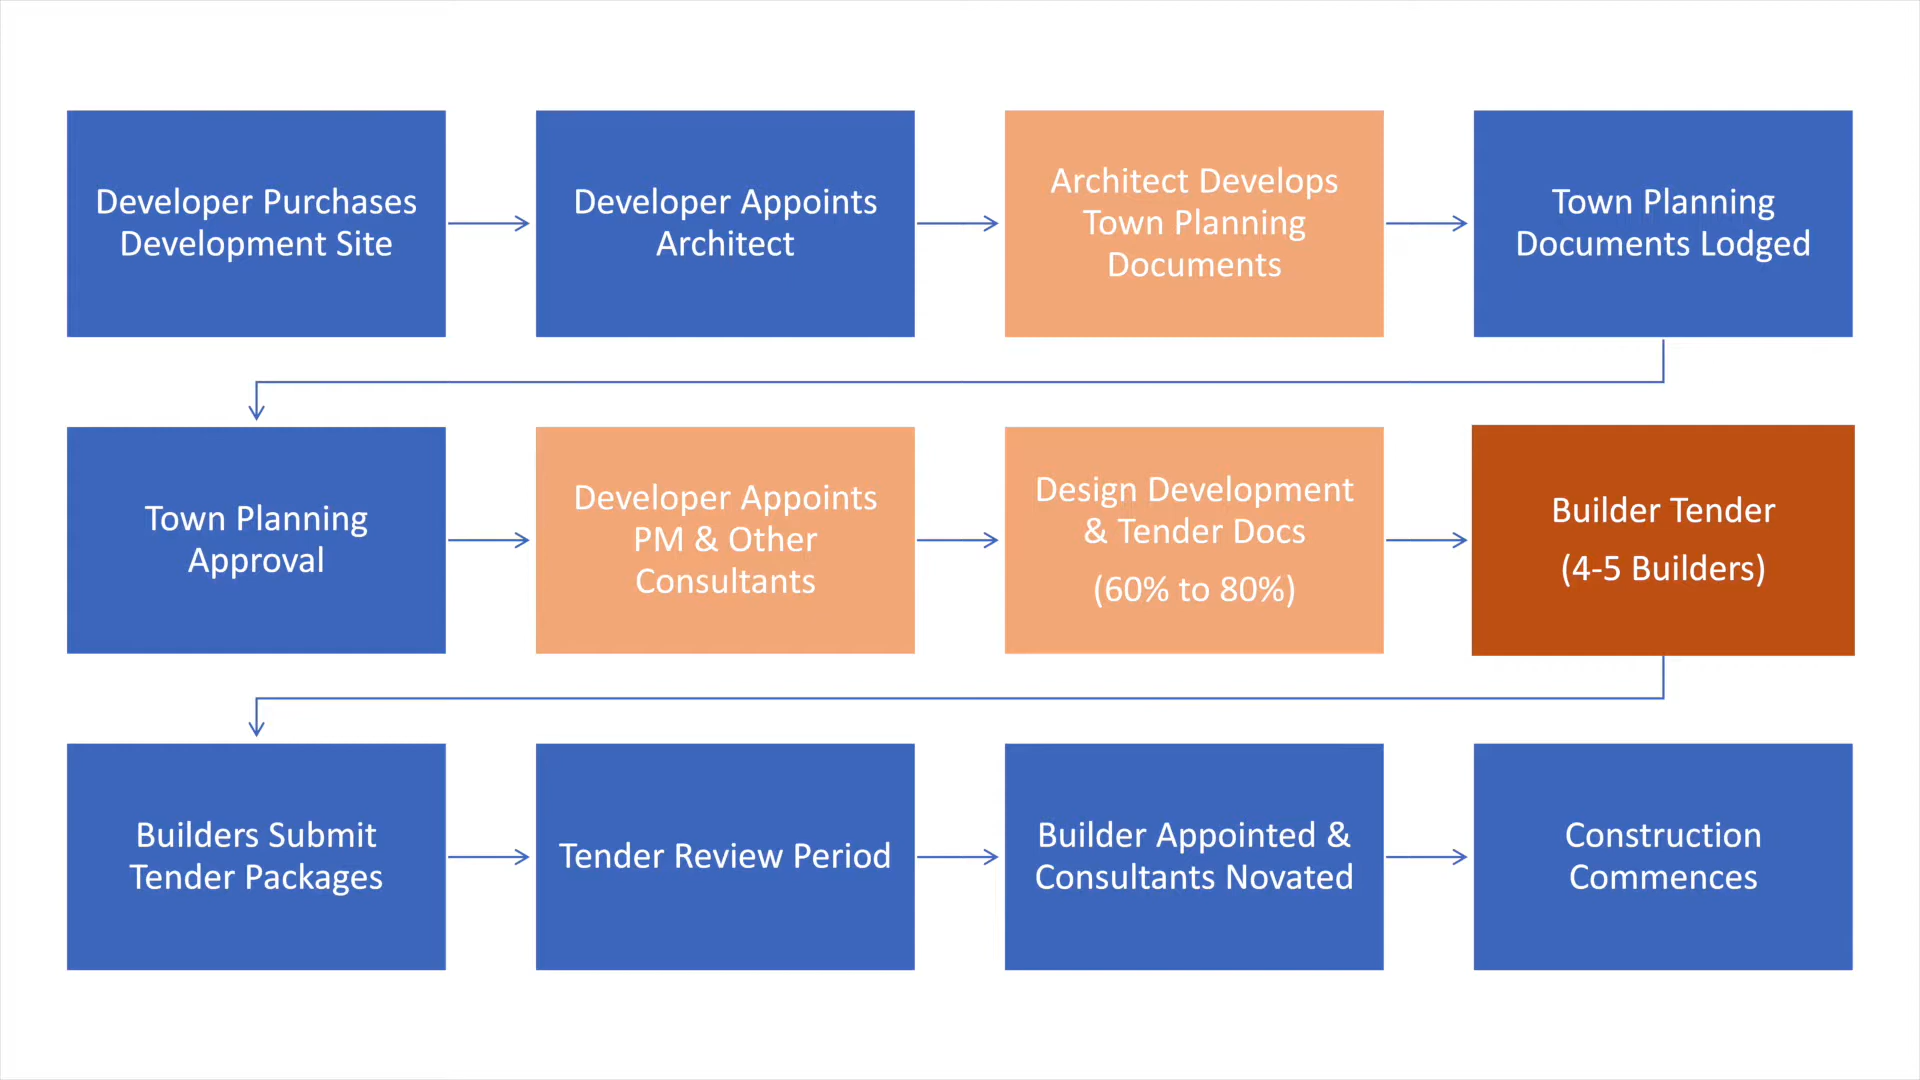 Developer Purchases
Development Site
Developer Appoints
Architect
Architect Develops
Town Planning
Documents
Town Planning
Documents Lodged
Town Planning
Approval
Developer Appoints
PM & Other
Consultants
Design Development
& Tender Docs
(60% to 80%)
Builder Tender
(4-5 Builders)
Builders Submit
Tender Packages
Tender Review Period
Builder Appointed &
Consultants Novated
Construction
Commences